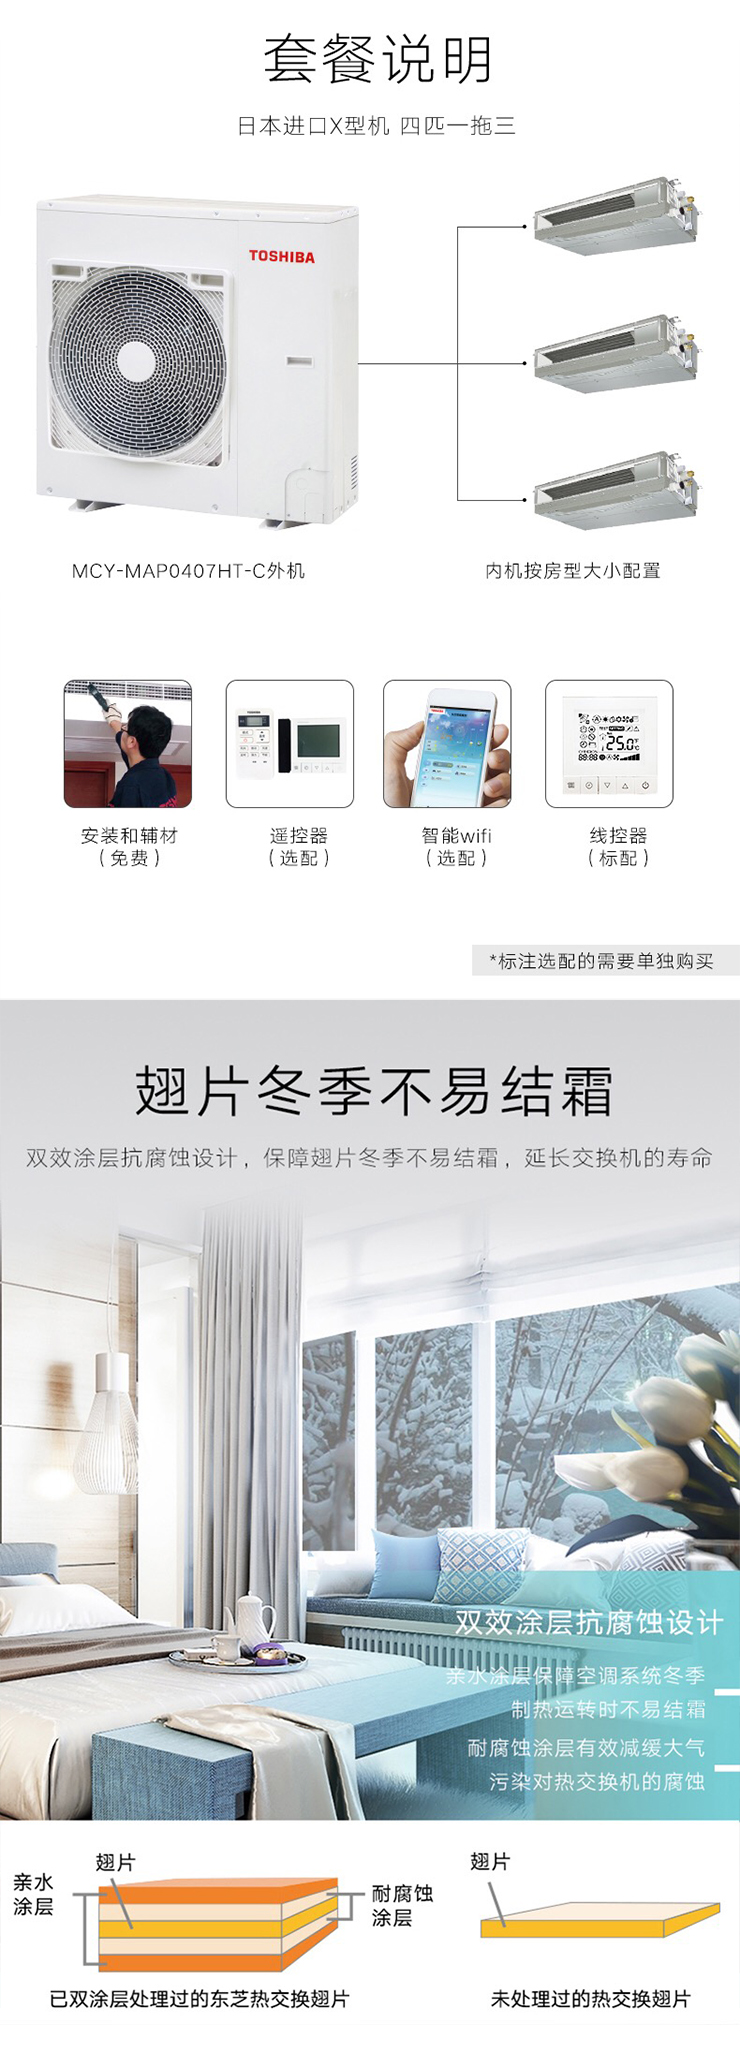 套餐说明
日本进口X型机 四匹一拖三
TOSHIBA
MCY-MAP0407HT-C外机
内机按房型大小配置
25.0
安装和辅材
（免费）
遥控器
（选配）
智能wifi
（选配）
线控器
（标配）
*标注选配的需要单独购买
翅片冬季不易结霜
双效涂层抗腐蚀设计，保障翅片冬季不易结霜，延长交换机的寿命
双效涂层抗腐蚀设计
亲水涂层保障空调系统冬季
制热运转时不易结霜
耐腐蚀涂层有效减缓大气
污染对热交换机的腐蚀
翅片
亲水
涂层
耐腐蚀
涂层
已双涂层处理过的东芝热交换翅片
翅片
未处理过的热交换翅片